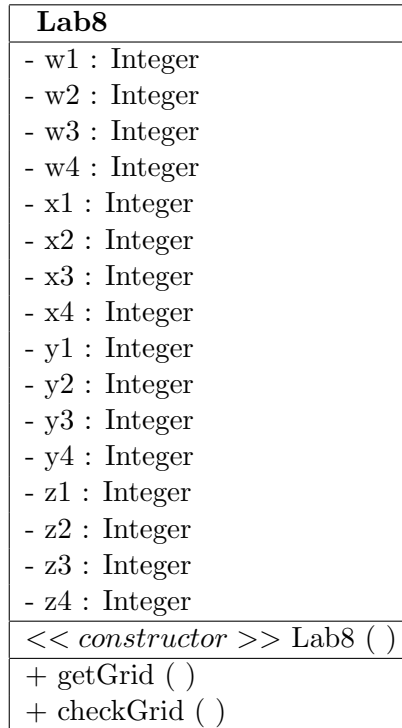 Lab8
- w1 : Integer
- w2 : Integer
- w3 : Integer
- w4 : Integer
- x1 : Integer
- x2 : Integer
- x3 : Integer
- x4 : Integer
- y1 : Integer
- y2 : Integer
- y3 : Integer
- y4 : Integer
- z1 : Integer
- z2 : Integer
- z3 : Integer
- z4 : Integer
<< constructor >> Lab8 ( )
+ getGrid ( )
+ checkGrid ( )